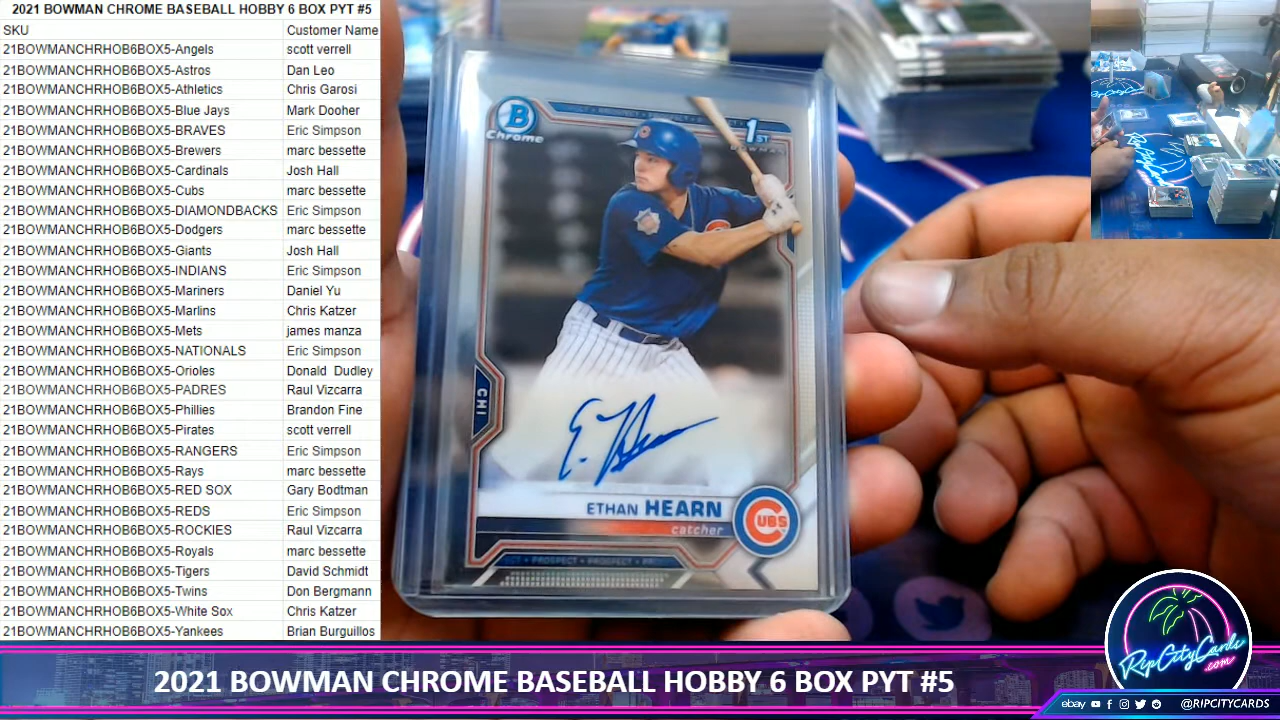 2021 BOWMAN CHROME BASEBALL HOBBY 6 BOX PYT #5
SKU Customer Name
21BOWMANCHRHOB6BOX5-Angels scott verrell
21BOWMANCHRHOB6BOX5-Astros Dan Leo
21BOWMANCHRHOB6BOX5-Athletics Chris Garosi
21BOWMANCHRHOB6BOX5-Blue Jays Mark Dooher
21BOWMANCHRHOB6BOX5-BRAVES Eric Simpson
21BOWMANCHRHOB6BOX5-Brewers marc bessette
21BOWMANCHRHOB6BOX5-Cardinals Josh Hall
21BOWMANCHRHOB6BOX5-Cubs marc bessette
21BOWMANCHRHOB6BOX5-DIAMONDBACKS Eric Simpson
21BOWMANCHRHOB6BOX5-Dodgers marc bessette
21BOWMANCHRHOB6BOX5-Giants Josh Hall
21BOWMANCHRHOB6BOX5-INDIANS Eric Simpson
21BOWMANCHRHOB6BOX5-Mariners Daniel Yu
21BOWMANCHRHOB6BOX5-Marlins Chris Katzer
21BOWMANCHRHOB6BOX5-Mets james manza
21BOWMANCHRHOB6BOX5-NATIONALS Eric Simpson
21BOWMANCHRHOB6BOX5-Orioles Donald Dudley
21BOWMANCHRHOB6BOX5-PADRES Raul Vizcarra
21BOWMANCHRHOB6BOX5-Phillies Brandon Fine
21BOWMANCHRHOB6BOX5-Pirates scott verrell
21BOWMANCHRHOB6BOX5-RANGERS Eric Simpson
21BOWMANCHRHOB6BOX5-Rays marc bessette
21BOWMANCHRHOB6BOX5-RED SOX Gary Bodtman
21BOWMANCHRHOB6BOX5-REDS Eric Simpson
21BOWMANCHRHOB6BOX5-ROCKIES Raul Vizcarra
21BOWMANCHRHOB6BOX5-Royals marc bessette
21BOWMANCHRHOB6BOX5-Tigers David Schmidt
21BOWMANCHRHOB6BOX5-Twins Don Bergmann
21BOWMANCHRHOB6BOX5-White Sox Chris Katzer
21BOWMANCHRHOB6BOX5-Yankees Brian Burguillos
B
Chrome
1ST
BOWMAN
CHI
E. Hearn
ETHAN HEARN
catcher
CUBS
PROSPECT
2021 BOWMAN CHROME BASEBALL HOBBY 6 BOX PYT #5
RipCityCards
.com
ebay @RIPCITYCARDS